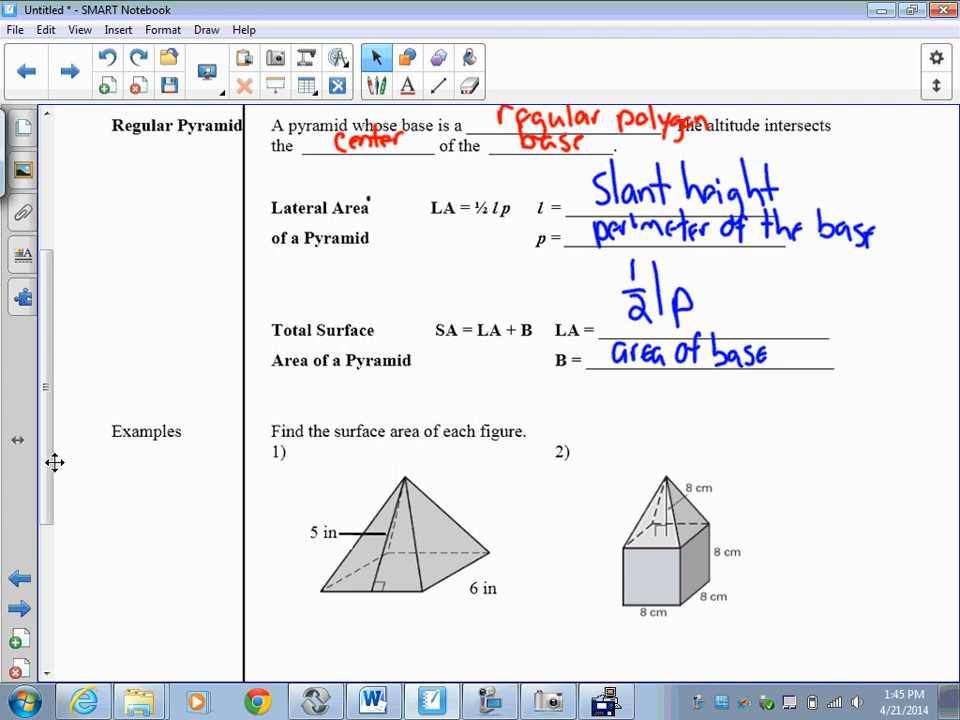 Untitled * - SMART Notebook
File Edit View Insert Format Draw Help
Regular Pyramid A pyramid whose base is a regular polygon The altitude intersects
the center of the base.
Lateral Area LA = ½ l p l = Slant height
of a Pyramid p = perimeter of the base
1/2 l p
Total Surface SA = LA + B LA =
Area of a Pyramid B = area of base
Examples Find the surface area of each figure.
1) 2)
8 cm
5 in
8 cm
6 in
8 cm
8 cm
1:45 PM
4/21/2014